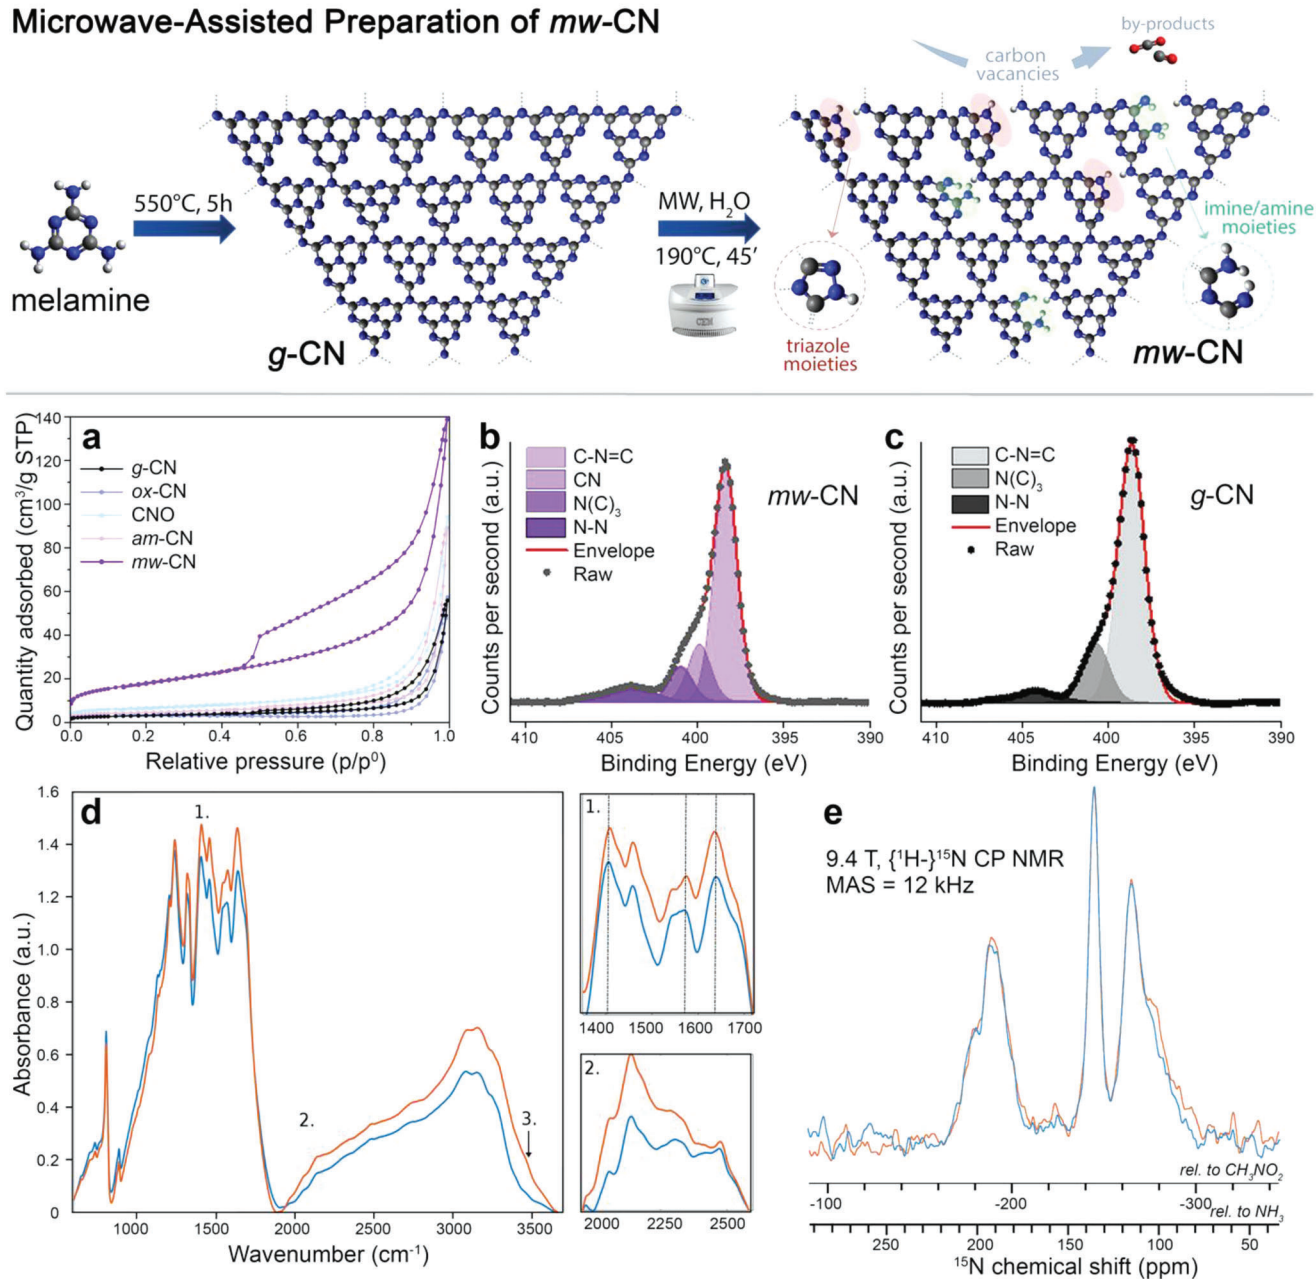 Microwave-Assisted Preparation of mw-CN
by-products
carbon
vacancies
550°C, 5h
MW, H₂O
190°C, 45'
imine/amine
moieties
melamine
g-CN
triazole
moieties
mw-CN
a
g-CN
ox-CN
CNO
am-CN
mw-CN
Quantity adsorbed (cm³/g STP)
140
120
100
80
60
40
20
0
0.0 0.2 0.4 0.6 0.8 1.0
Relative pressure (p/p⁰)
b
C-N=C
CN
N(C)₃
N-N
Envelope
Raw
mw-CN
Counts per second (a.u.)
410 405 400 395 390
Binding Energy (eV)
c
C-N=C
N(C)₃
N-N
Envelope
Raw
g-CN
Counts per second (a.u.)
410 405 400 395 390
Binding Energy (eV)
d
1.
2.
3.
Absorbance (a.u.)
1.6
1.4
1.2
1.0
0.8
0.6
0.4
0.2
0
1000 1500 2000 2500 3000 3500
Wavenumber (cm⁻¹)
1.
1400 1500 1600 1700
2.
2000 2250 2500
e
9.4 T, {¹H-}¹⁵N CP NMR
MAS = 12 kHz
rel. to CH₃NO₂
-100 -200 -300
rel. to NH₃
250 200 150 100 50
¹⁵N chemical shift (ppm)